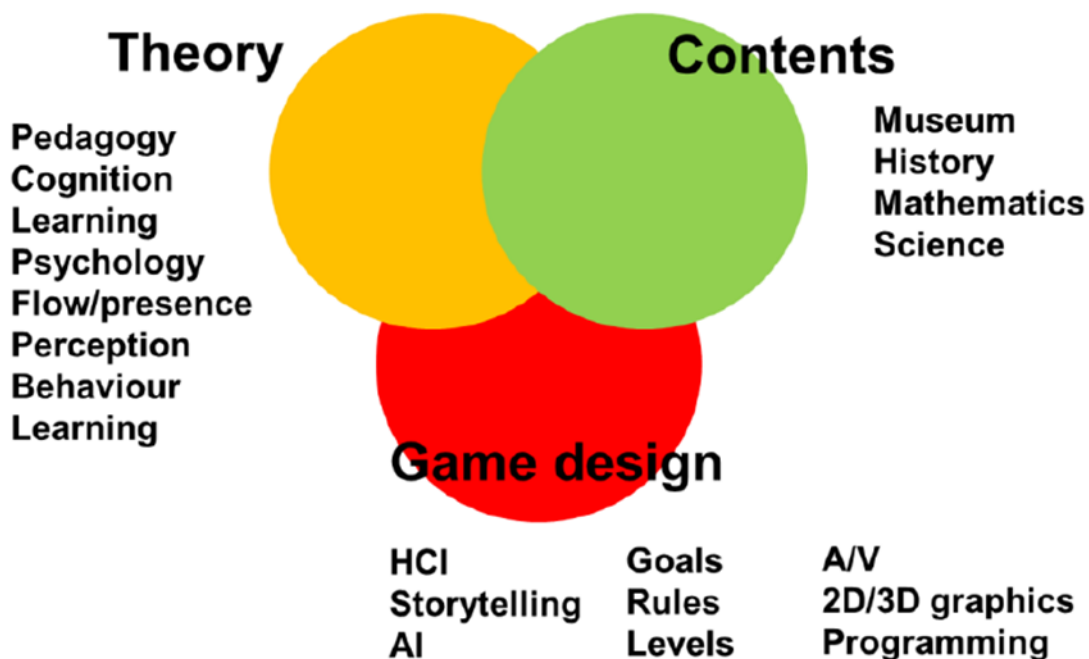 Theory
Pedagogy
Cognition
Learning
Psychology
Flow/presence
Perception
Behaviour
Learning
Contents
Museum
History
Mathematics
Science
Game design
HCI
Storytelling
AI
Goals
Rules
Levels
A/V
2D/3D graphics
Programming